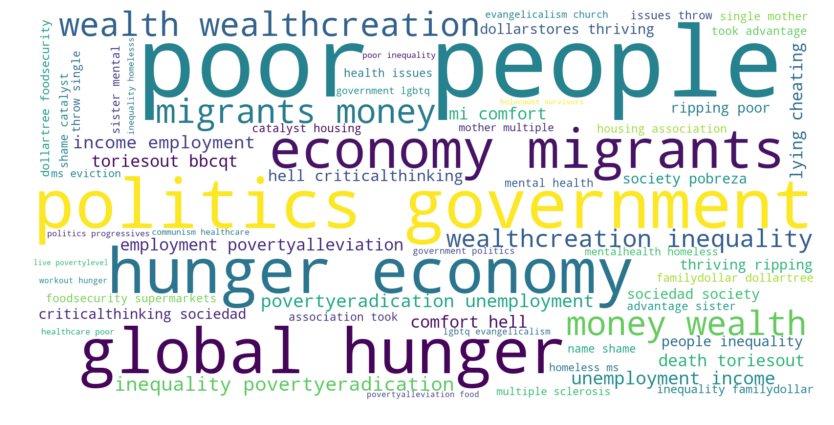 evangelicalism church
issues throw
single mother
wealth wealthcreation
dollarstores thriving
took advantage
dollartree foodsecurity
shame catalyst
throw single
sister mental
inequality homelesss
poor people
poor inequality
health issues
government lgbtq
holocaust survivors
lying cheating
migrants money
mi comfort
ripping poor
catalyst housing
mother multiple
housing association
income employment
economy migrants
toriesout bbcqt
ms eviction
hell criticalthinking
mental health
society pobreza
politics government
politics progressives
communism healthcare
employment povertyalleviation
wealthcreation inequality
government politics
mentalhealth homeless
live povertylevel
hunger economy
thriving ripping
workout hunger
familydollar dollartree
foodsecurity supermarkets
povertyeradication unemployment
sociedad society
advantage sister
criticalthinking sociedad
association took
comfort hell
money wealth
healthcare poor
lgbtq evangelicalism
global hunger
people inequality
name shame
death toriesout
homeless ms
unemployment income
inequality povertyeradication
povertyalleviation food
multiple sclerosis
inequality familydollar